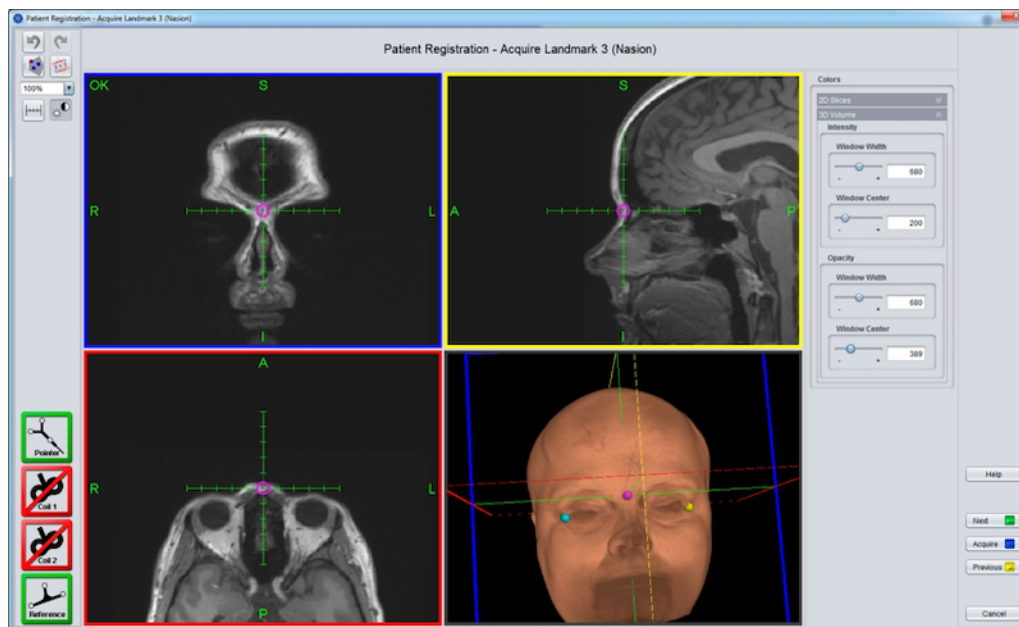 Patient Registration - Acquire Landmark 3 (Nasion)
Patient Registration - Acquire Landmark 3 (Nasion)
100%
OK
S
R
L
I
S
A
P
I
A
R
L
P
Colors
2D Slices
3D Volume
Intensity
Window Width
- +
680
Window Center
- +
200
Opacity
Window Width
- +
680
Window Center
- +
389
Pointer
Coil 1
Coil 2
Reference
Help
Next
Acquire
Previous
Cancel